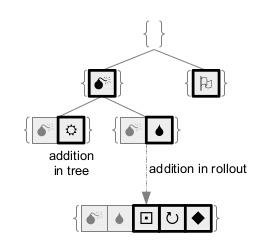 { }
addition
in tree
addition in rollout